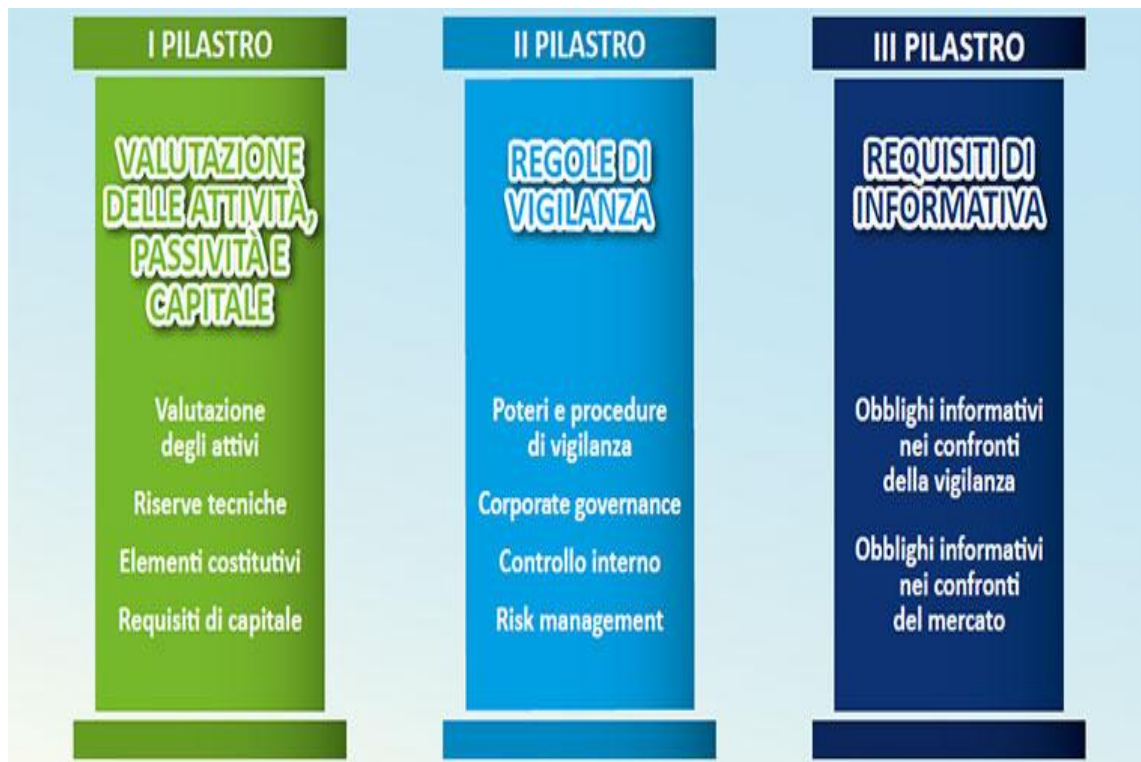 I PILASTRO
VALUTAZIONE
DELLE ATTIVITÀ,
PASSIVITÀ E
CAPITALE
Valutazione
degli attivi
Riserve tecniche
Elementi costitutivi
Requisiti di capitale
II PILASTRO
REGOLE DI
VIGILANZA
Poteri e procedure
di vigilanza
Corporate governance
Controllo interno
Risk management
III PILASTRO
REQUISITI DI
INFORMATIVA
Obblighi informativi
nei confronti
della vigilanza
Obblighi informativi
nei confronti
del mercato